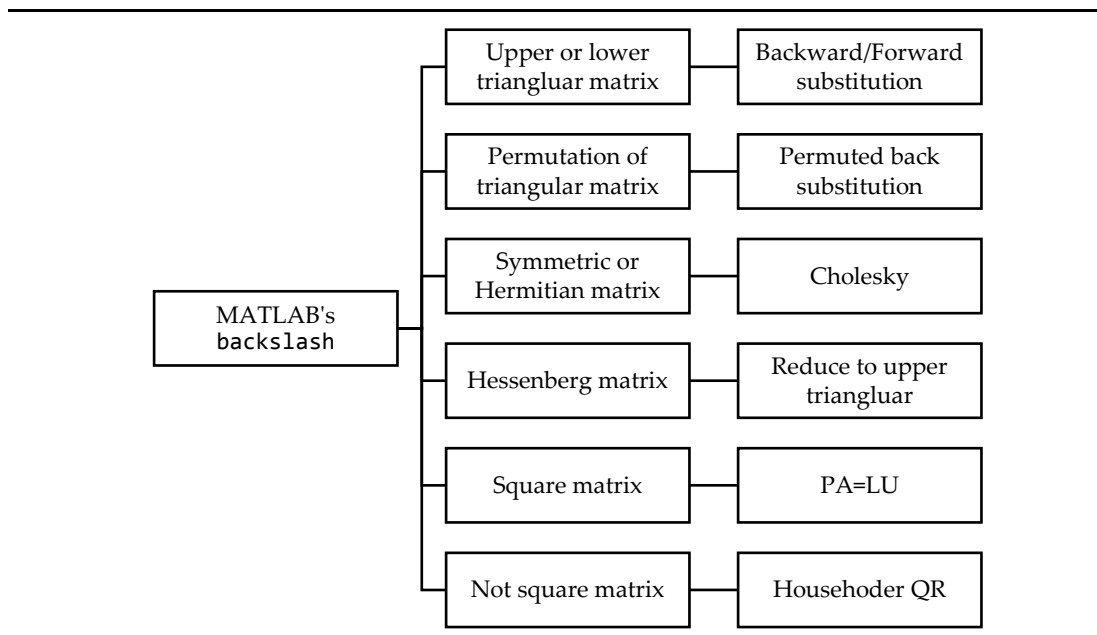 MATLAB's
backslash
Upper or lower
triangluar matrix
Backward/Forward
substitution
Permutation of
triangular matrix
Permuted back
substitution
Symmetric or
Hermitian matrix
Cholesky
Hessenberg matrix
Reduce to upper
triangluar
Square matrix
PA=LU
Not square matrix
Househoder QR